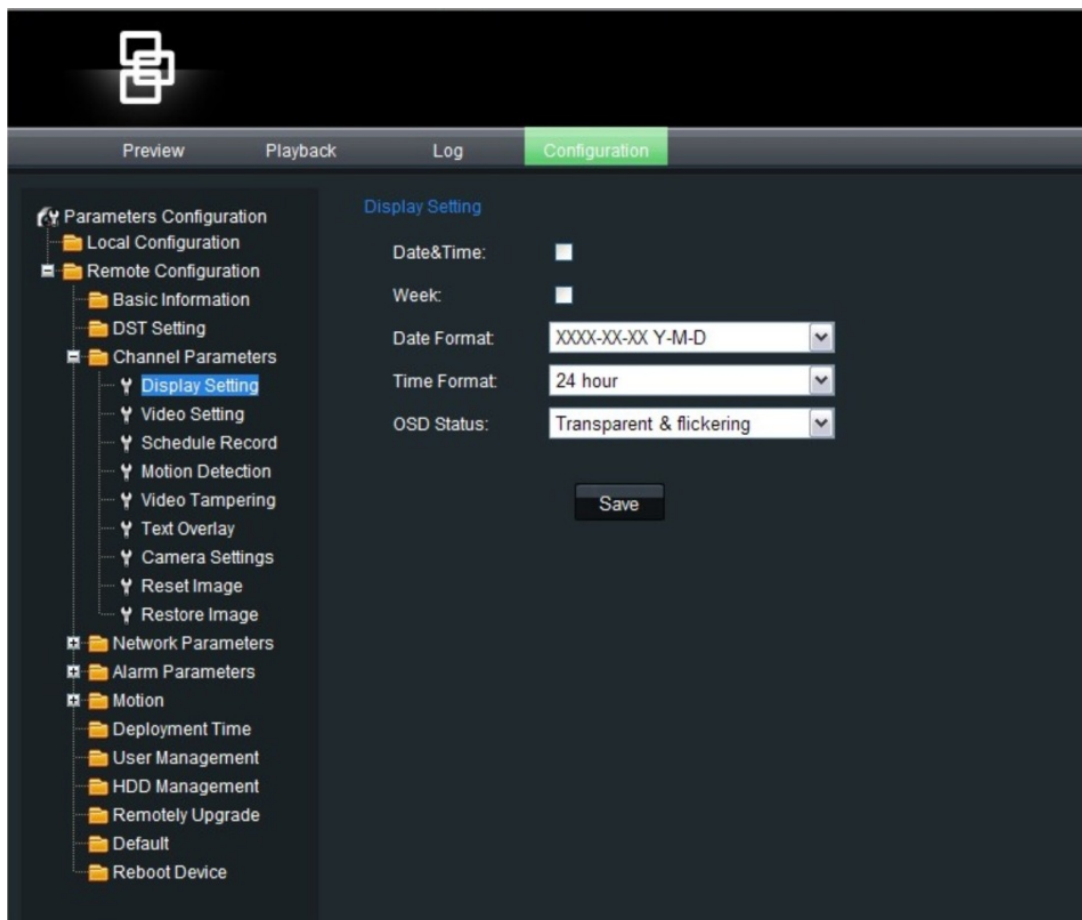 Preview Playback Log Configuration
Parameters Configuration
Local Configuration
Remote Configuration
Basic Information
DST Setting
Channel Parameters
Display Setting
Video Setting
Schedule Record
Motion Detection
Video Tampering
Text Overlay
Camera Settings
Reset Image
Restore Image
Network Parameters
Alarm Parameters
Motion
Deployment Time
User Management
HDD Management
Remotely Upgrade
Default
Reboot Device
Display Setting
Date&Time:
Week:
Date Format: XXXX-XX-XX Y-M-D
Time Format: 24 hour
OSD Status: Transparent & flickering
Save